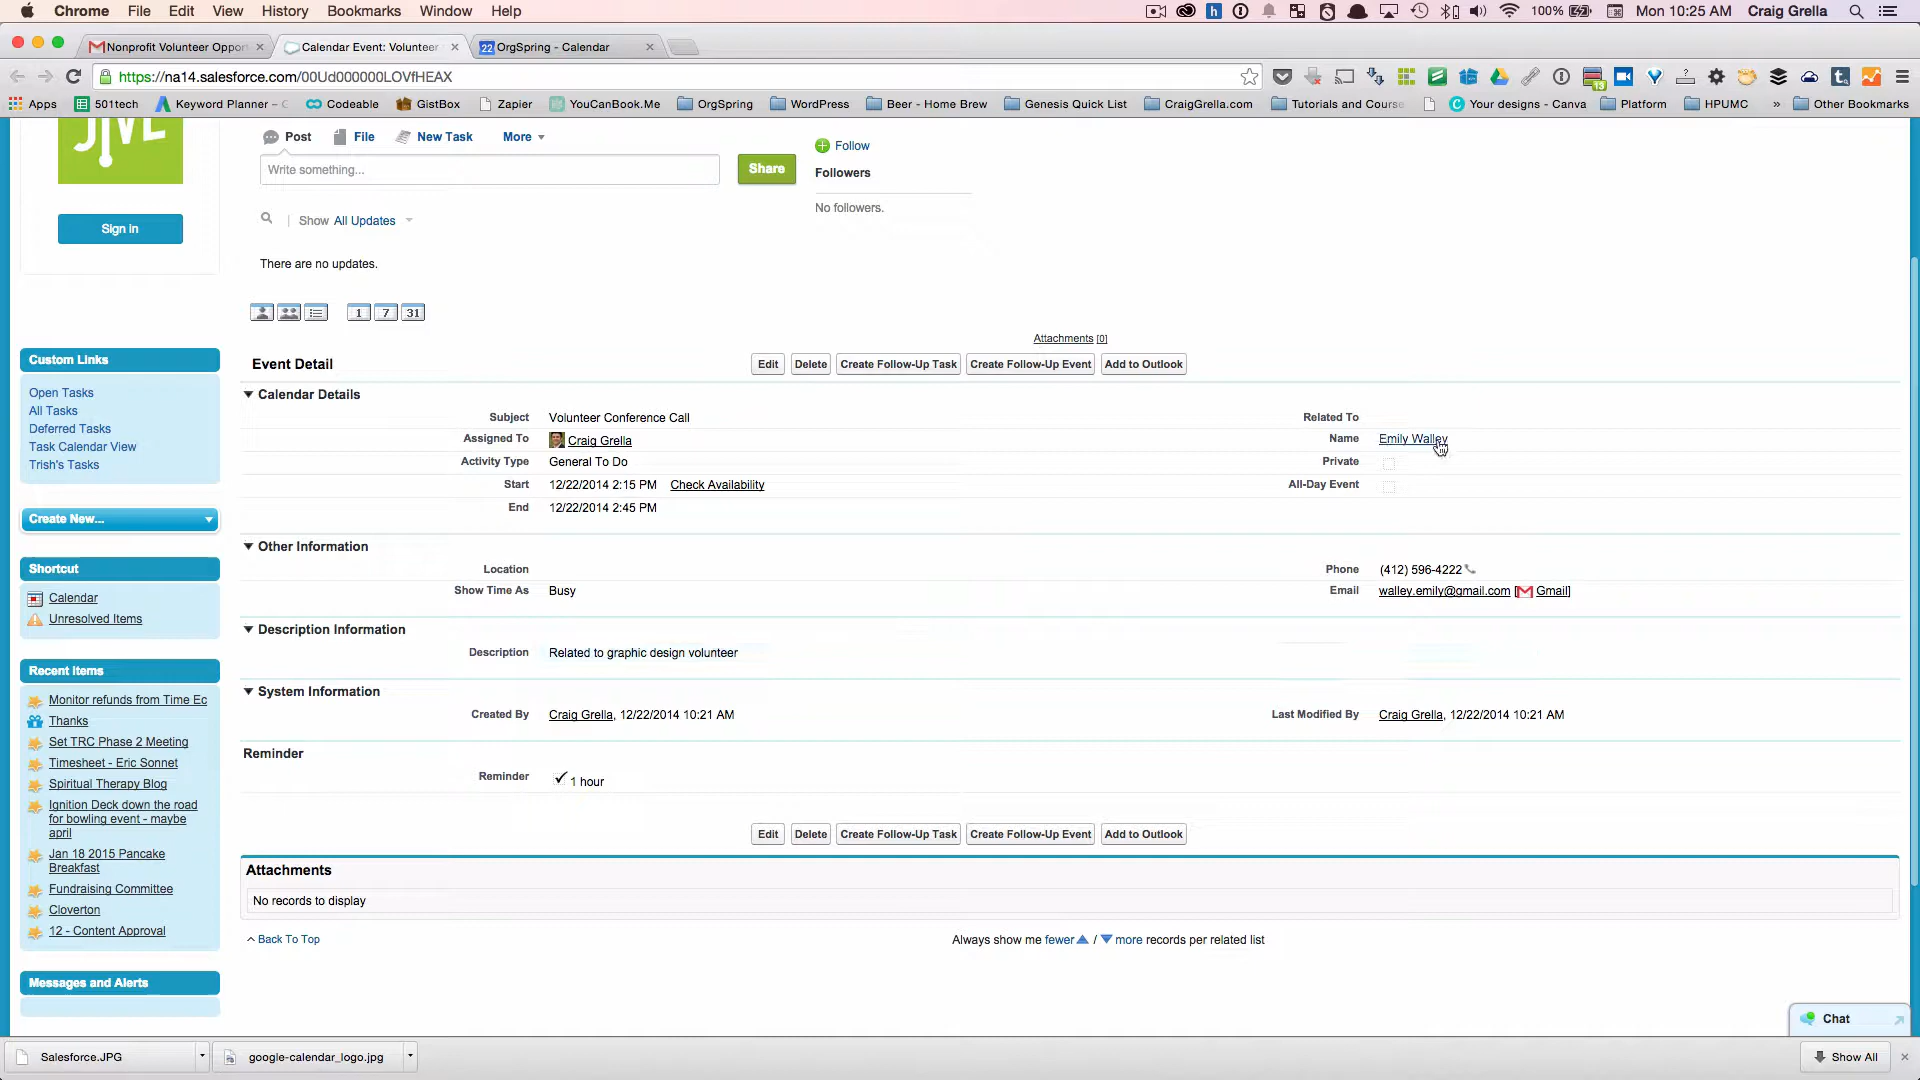 Chrome File Edit View History Bookmarks Window Help 100% Mon 10:25 AM Craig Grella
Nonprofit Volunteer Oppor Calendar Event: Volunteer 22 OrgSpring - Calendar
https://na14.salesforce.com/00Ud000000LOVfHEAX
Apps 501tech Keyword Planner – G Codeable GistBox Zapier YouCanBook.Me OrgSpring WordPress Beer - Home Brew Genesis Quick List CraigGrella.com Tutorials and Course Your designs - Canva Platform HPUMC » Other Bookmarks
JIVE
Sign in
Post File New Task More
Write something...
Share
Follow
Followers
No followers.
Show All Updates
There are no updates.
1 7 31
Attachments [0]
Event Detail
Edit Delete Create Follow-Up Task Create Follow-Up Event Add to Outlook
Calendar Details
Subject Volunteer Conference Call Related To
Assigned To Craig Grella Name Emily Walley
Activity Type General To Do Private
Start 12/22/2014 2:15 PM Check Availability All-Day Event
End 12/22/2014 2:45 PM
Other Information
Location Phone (412) 596-4222
Show Time As Busy Email walley.emily@gmail.com [Gmail]
Description Information
Description Related to graphic design volunteer
System Information
Created By Craig Grella, 12/22/2014 10:21 AM Last Modified By Craig Grella, 12/22/2014 10:21 AM
Reminder
Reminder 1 hour
Edit Delete Create Follow-Up Task Create Follow-Up Event Add to Outlook
Attachments
No records to display
Back To Top Always show me fewer / more records per related list
Custom Links
Open Tasks
All Tasks
Deferred Tasks
Task Calendar View
Trish's Tasks
Create New...
Shortcut
Calendar
Unresolved Items
Recent Items
Monitor refunds from Time Ec
Thanks
Set TRC Phase 2 Meeting
Timesheet - Eric Sonnet
Spiritual Therapy Blog
Ignition Deck down the road
for bowling event - maybe
april
Jan 18 2015 Pancake
Breakfast
Fundraising Committee
Cloverton
12 - Content Approval
Messages and Alerts
Chat
Salesforce.JPG google-calendar_logo.jpg Show All